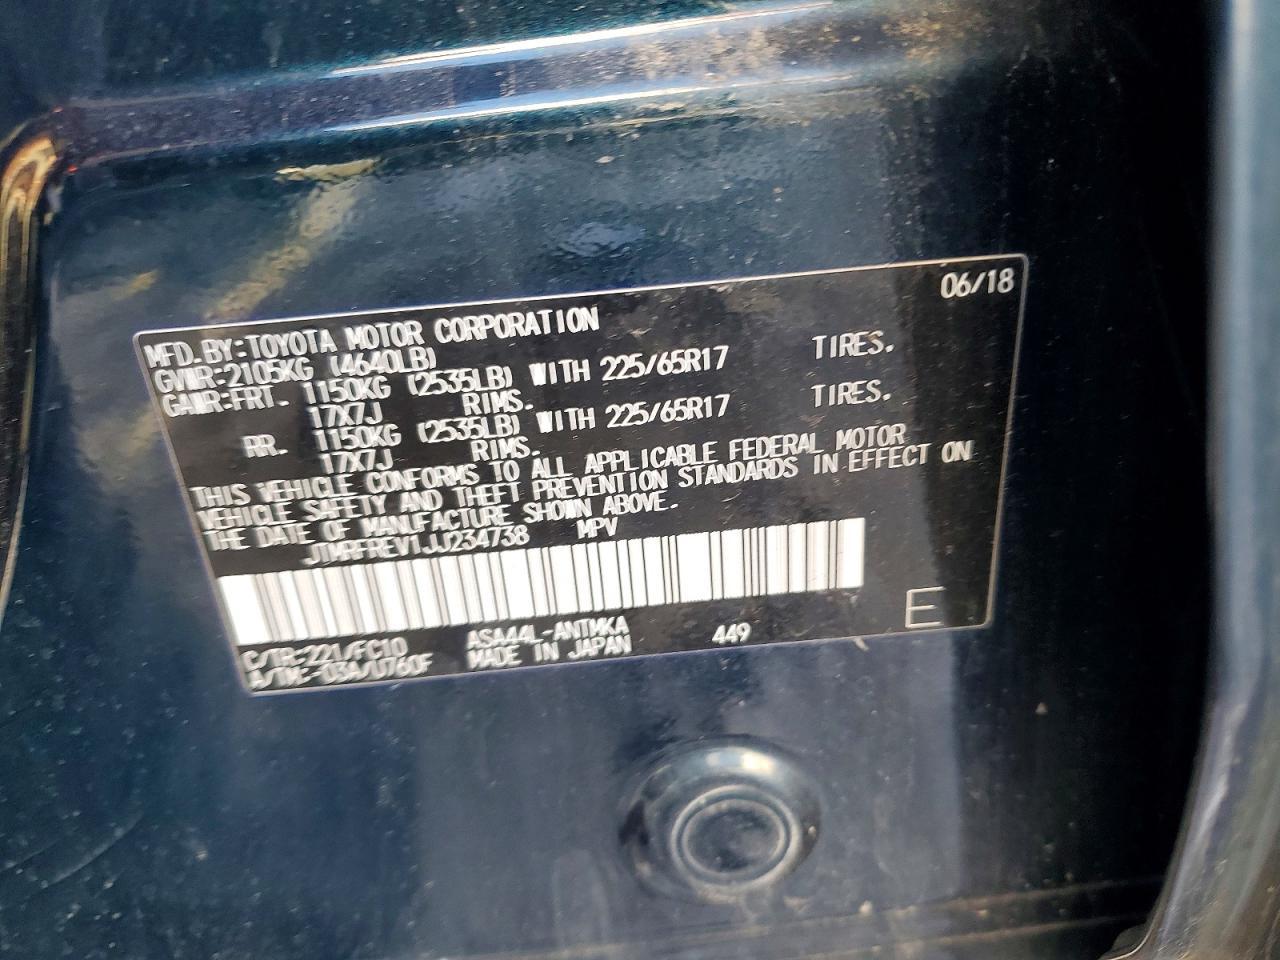 06/18
MFD.BY:TOYOTA MOTOR CORPORATION
GVWR:2105KG (4640LB)
GAWR:FRT. 1150KG (2535LB) WITH 225/65R17 TIRES.
17X7J RIMS.
RR. 1150KG (2535LB) WITH 225/65R17 TIRES.
17X7J RIMS.
THIS VEHICLE CONFORMS TO ALL APPLICABLE FEDERAL MOTOR
VEHICLE SAFETY AND THEFT PREVENTION STANDARDS IN EFFECT ON
THE DATE OF MANUFACTURE SHOWN ABOVE.
JTMRFREV1JJ234738 MPV
C/TR:221/FC10 ASA44L-ANTMKA 449 E
A/TM:-03A/U760F MADE IN JAPAN